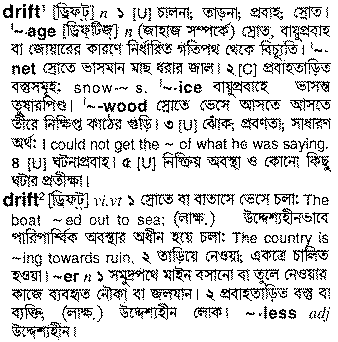 drift¹ [ড্রিফ্‌ট্] n ১ [U] চালনা; তাড়না; প্রবাহ; স্রোত।
'~·age [ড্রিফ্‌টিজ্] n (জাহাজ সম্পর্কে) স্রোত, বায়ুপ্রবাহ
বা জোয়ারের কারণে নির্ধারিত গতিপথ থেকে বিচ্যুতি। '~·
net স্রোতে ভাসমান মাছ ধরার জাল। ২ [C] প্রবাহতাড়িত
বস্তুসমূহ: snow-~ s. '~-ice বায়ুপ্রবাহে ভাসন্ত
তুষারপিণ্ড। '~-wood স্রোতে ভেসে আসতে আসতে
তীরে নিক্ষিপ্ত কাঠের গুড়ি। ৩ [U] ঝোঁক; প্রবণতা; সাধারণ
অর্থ: I could not get the ~ of what he was saying.
৪ [U] ঘটনাপ্রবাহ। ৫ [U] নিষ্ক্রিয় অবস্থা ও কোনো কিছু
ঘটার প্রতীক্ষা।
drift² [ড্রিফ্‌ট্] vi.vt ১ স্রোতে বা বাতাসে ভেসে চলা: The
boat ~ed out to sea; (লাক্ষ.) উদ্দেশ্যহীনভাবে
পারিপার্শ্বিক অবস্থার অধীন হয়ে চলা: The country is
~ing towards ruin. ২ তাড়িয়ে নেওয়া; একত্রে চালিত
হওয়া। ~·er n ১ সমুদ্রপথে মাইন বসানো বা তুলে নেওয়ার
কাজে ব্যবহৃত নৌকা বা জলযান। ২ প্রবাহতাড়িত বস্তু বা
ব্যক্তি, (লাক্ষ.) উদ্দেশ্যহীন লোক। ~·less adj
উদ্দেশ্যহীন।